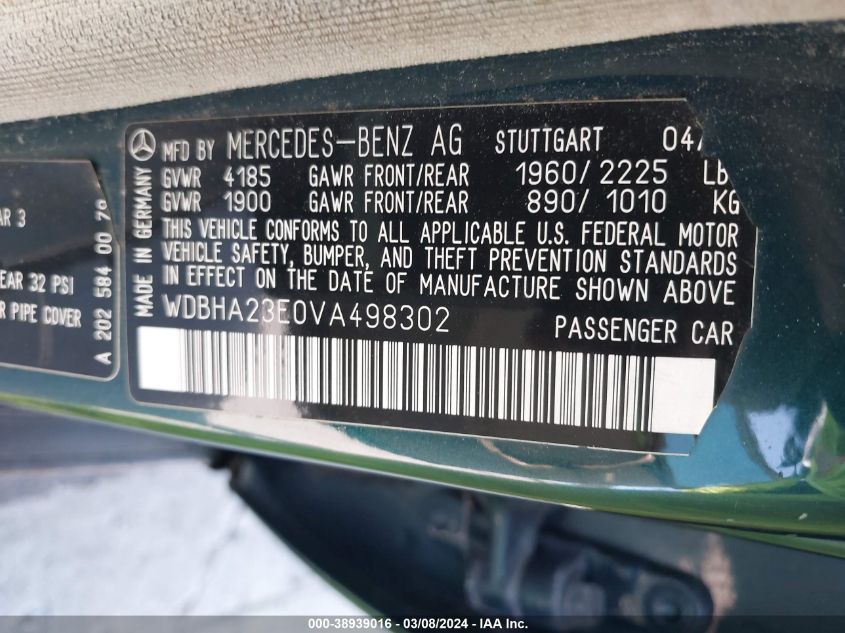 MFD BY MERCEDES-BENZ AG STUTTGART 04/
GVWR 4185 GAWR FRONT/REAR 1960/2225 LB
GVWR 1900 GAWR FRONT/REAR 890/1010 KG
THIS VEHICLE CONFORMS TO ALL APPLICABLE U.S. FEDERAL MOTOR
VEHICLE SAFETY, BUMPER, AND THEFT PREVENTION STANDARDS
IN EFFECT ON THE DATE OF MANUFACTURE SHOWN ABOVE
WDBHA23E0VA498302 PASSENGER CAR
MADE IN GERMANY
AR 3
EAR 32 PSI
R PIPE COVER
A 202 584 00
000-38939016 - 03/08/2024 - IAAI Inc.